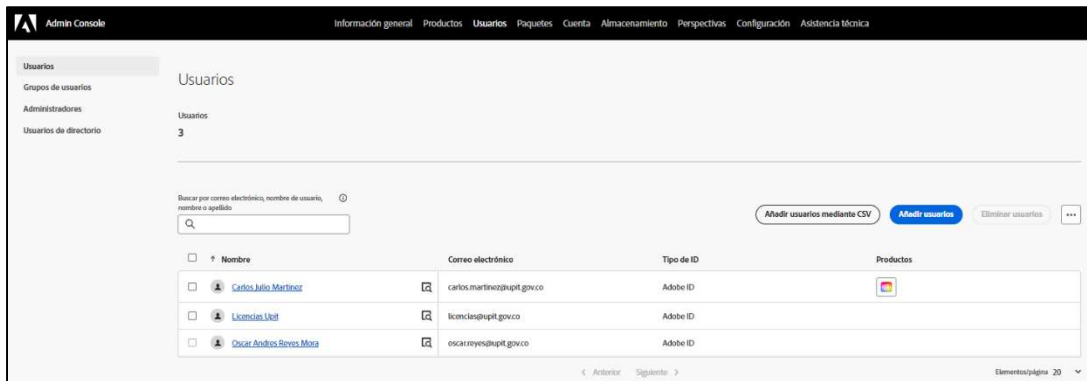 Admin Console
Información general Productos Usuarios Paquetes Cuenta Almacenamiento Perspectivas Configuración Asistencia técnica
Usuarios
Grupos de usuarios
Administradores
Usuarios de directorio
Usuarios
Usuarios
3
Buscar por correo electrónico, nombre de usuario,
nombre o apellido
Añadir usuarios mediante CSV Añadir usuarios Eliminar usuarios
Nombre Correo electrónico Tipo de ID Productos
Carlos Julio Martinez carlos.martinez@upit.gov.co Adobe ID
Licencias Upit licencias@upit.gov.co Adobe ID
Oscar Andres Reyes Mora oscar.reyes@upit.gov.co Adobe ID
Anterior Siguiente Elementos/página 20